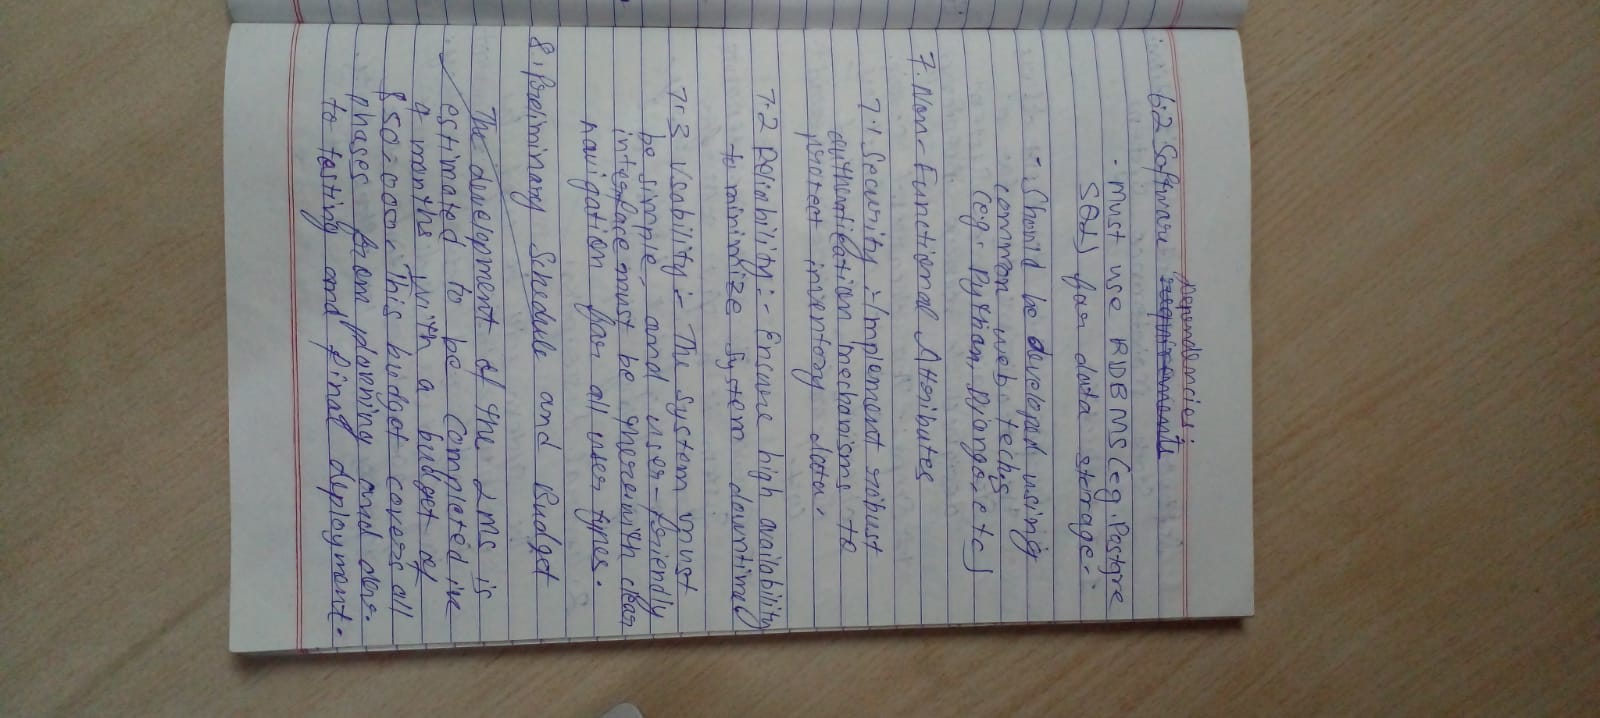 6.2 Software Dependencies:
• Must use RDBMS (eg. Postgre
SQL) for data storage.
• Should be developed using
common web techs
(eg. Python, Django, etc)
7. Non-Functional Attributes
7.1 Security :- Implement robust
authentication mechanisms to
protect inventory data.
7.2 Reliability :- Ensure high availability
to minimize system downtime
7.3 Usability :- The system must
be simple and user-friendly
interface must be there with clear
navigation for all user types.
8. Preliminary Schedule and Budget
The development of the LMS is
estimated to be completed in
4 months with a budget of
$50,000. This budget covers all
phases from planning and dev.
to testing and final deployment.